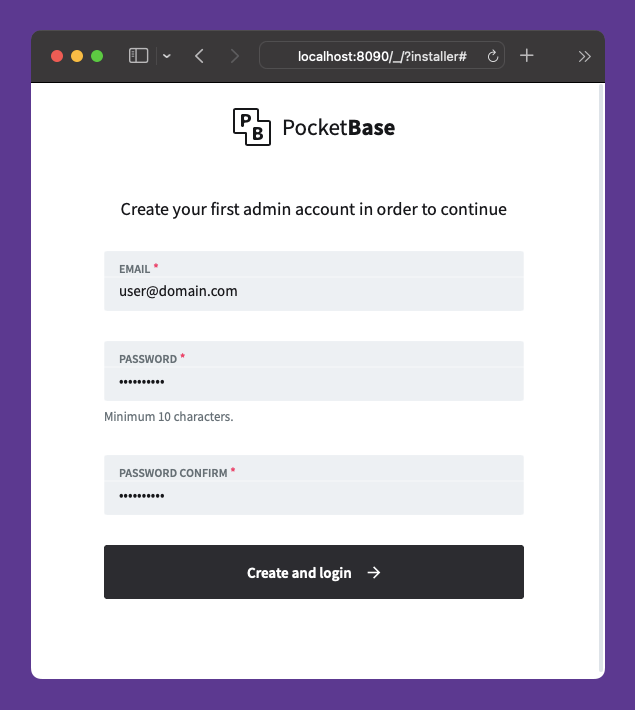 localhost:8090/_/?installer#
PB PocketBase
Create your first admin account in order to continue
EMAIL *
user@domain.com
PASSWORD *
••••••••••
Minimum 10 characters.
PASSWORD CONFIRM *
••••••••••
Create and login →